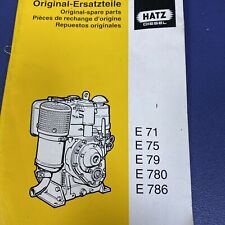 Original-Ersatzteile
Original-spare parts
Pièces de rechange d'origine
Repuestos originales
HATZ
DIESEL
E 71
E 75
E 79
E 780
E 786